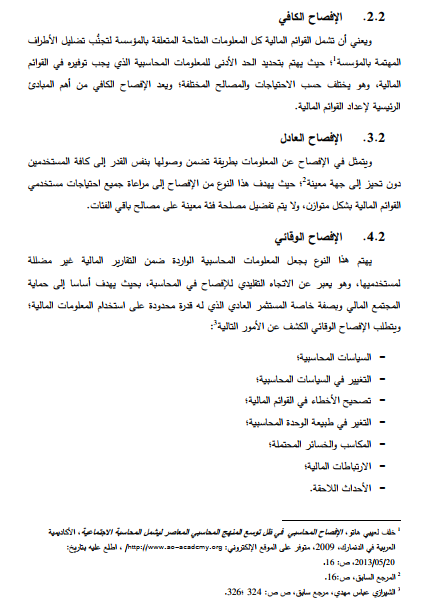 2.2. الإفصاح الكافي
ويعني أن تشمل القوائم المالية كل المعلومات المتاحة المتعلقة بالمؤسسة لتجنُّب تضليل الأطراف
المهتمة بالمؤسسة1؛ حيث يهتم بتحديد الحد الأدنى للمعلومات المحاسبية الذي يجب توفيره في القوائم
المالية، وهو يختلف حسب الاحتياجات والمصالح المختلفة؛ ويعد الإفصاح الكافي من أهم المبادئ
الرئيسية لإعداد القوائم المالية.
3.2. الإفصاح العادل
ويتمثل في الإفصاح عن المعلومات بطريقة تضمن وصولها بنفس القدر إلى كافة المستخدمين
دون تحيز إلى جهة معينة2؛ حيث يهدف هذا النوع من الإفصاح إلى مراعاة جميع احتياجات مستخدمي
القوائم المالية بشكل متوازن، ولا يتم تفضيل مصلحة فئة معينة على مصالح باقي الفئات.
4.2. الإفصاح الوقائي
يهتم هذا النوع بجعل المعلومات المحاسبية الواردة ضمن التقارير المالية غير مضللة
لمستخدميها، وهو يعبر عن الاتجاه التقليدي للإفصاح في المحاسبة، بحيث يهدف أساسا إلى حماية
المجتمع المالي وبصفة خاصة المستثمر العادي الذي له قدرة محدودة على استخدام المعلومات المالية؛
ويتطلب الإفصاح الوقائي الكشف عن الأمور التالية3:
- السياسات المحاسبية؛
- التغيير في السياسات المحاسبية؛
- تصحيح الأخطاء في القوائم المالية؛
- التغير في طبيعة الوحدة المحاسبية؛
- المكاسب والخسائر المحتملة؛
- الارتباطات المالية؛
- الأحداث اللاحقة.
1 خلف لعيبي هاتو، الإفصاح المحاسبي في ظل توسع المنهج المحاسبي المعاصر ليشمل المحاسبة الاجتماعية، الأكاديمية
العربية في الدنمارك، 2009، متوفر على الموقع الإلكتروني: http://www.ao-academy.org، اطلع عليه بتاريخ:
2013/05/20، ص: 16.
2 المرجع السابق، ص:16.
3 الشيرازي عباس مهدي، مرجع سابق، ص ص: 324 ؛326.